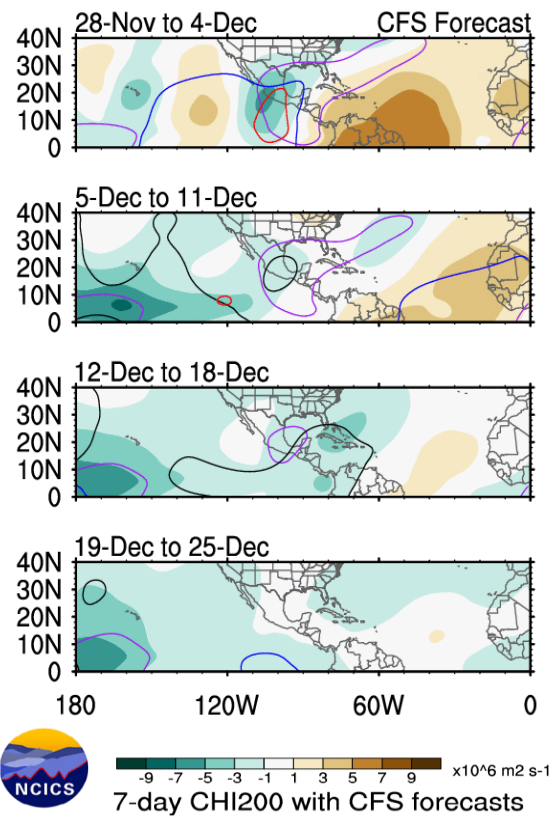 28-Nov to 4-Dec CFS Forecast
40N
30N
20N
10N
0
5-Dec to 11-Dec
40N
30N
20N
10N
0
12-Dec to 18-Dec
40N
30N
20N
10N
0
19-Dec to 25-Dec
40N
30N
20N
10N
0
180 120W 60W 0
NCICS
-9 -7 -5 -3 -1 1 3 5 7 9 x10^6 m2 s-1
7-day CHI200 with CFS forecasts